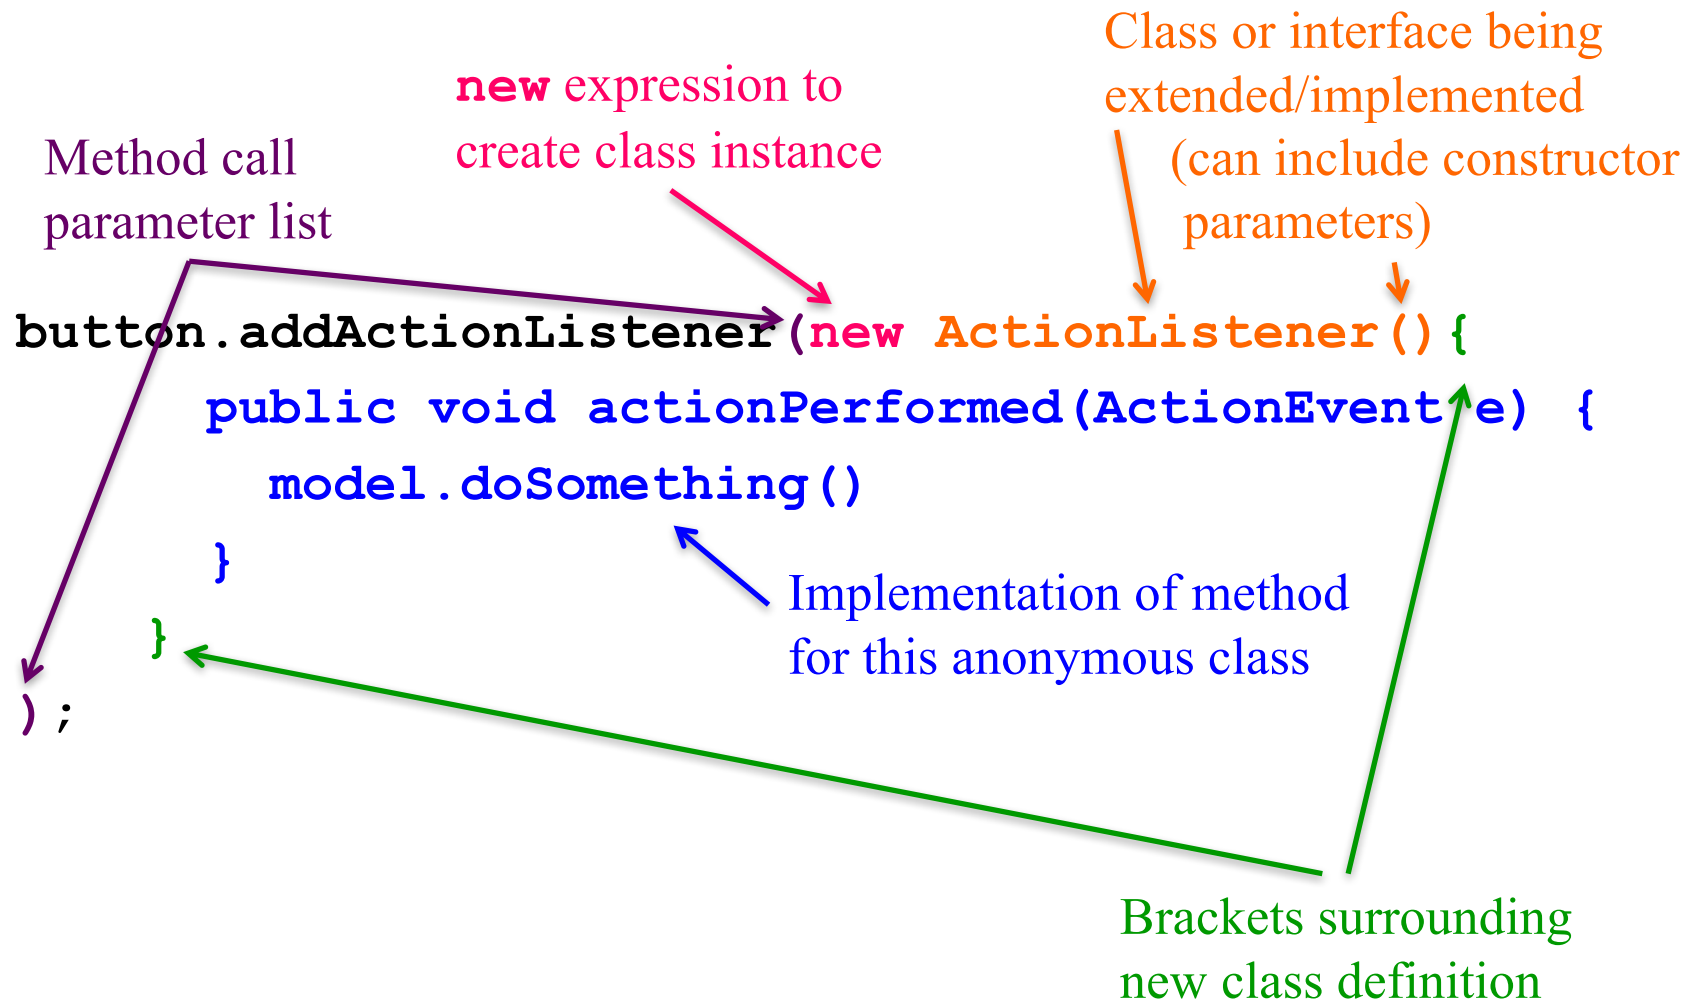 Class or interface being
extended/implemented
(can include constructor
parameters)
new expression to
create class instance
Method call
parameter list
button.addActionListener(new ActionListener(){
public void actionPerformed(ActionEvent e) {
model.doSomething()
}
}
);
Implementation of method
for this anonymous class
Brackets surrounding
new class definition